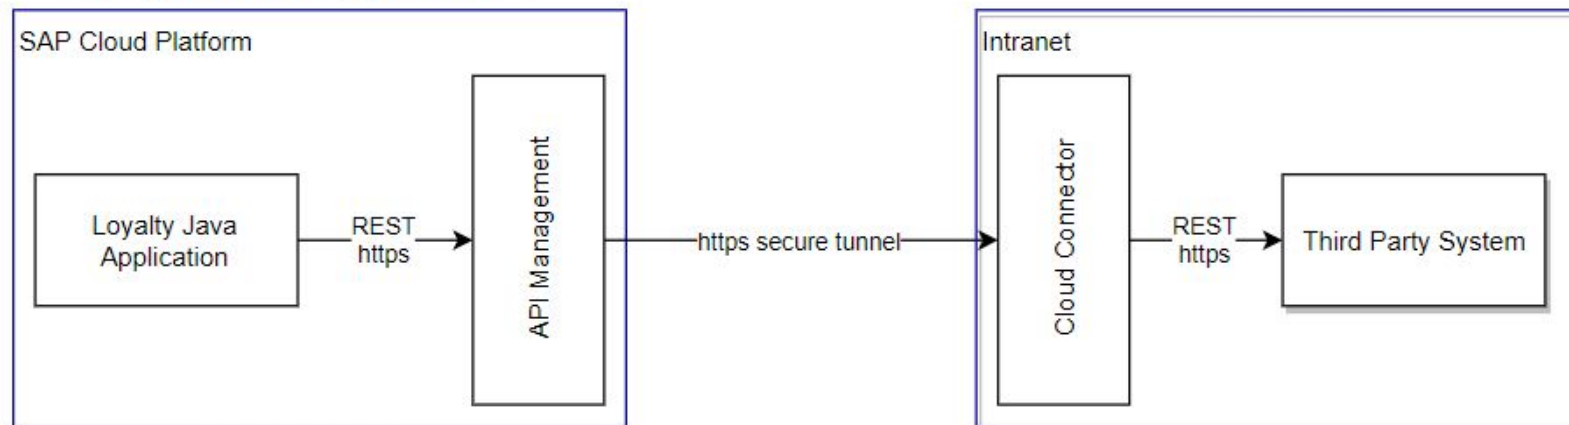 SAP Cloud Platform
Intranet
Loyalty Java
Application
REST
https
API Management
https secure tunnel
Cloud Connector
REST
https
Third Party System